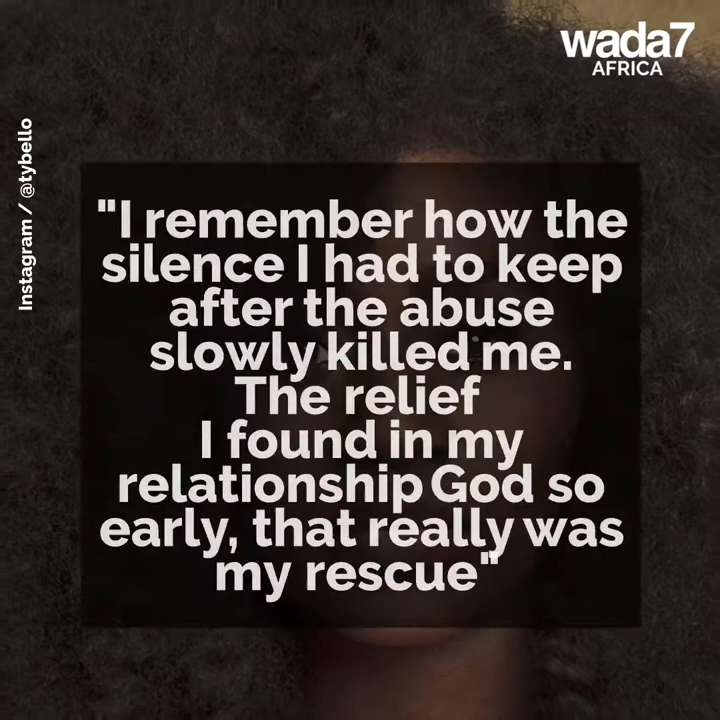 wada7
AFRICA
Instagram / @tybello
"I remember how the
silence I had to keep
after the abuse
slowly killed me.
The relief
I found in my
relationship God so
early, that really was
my rescue"